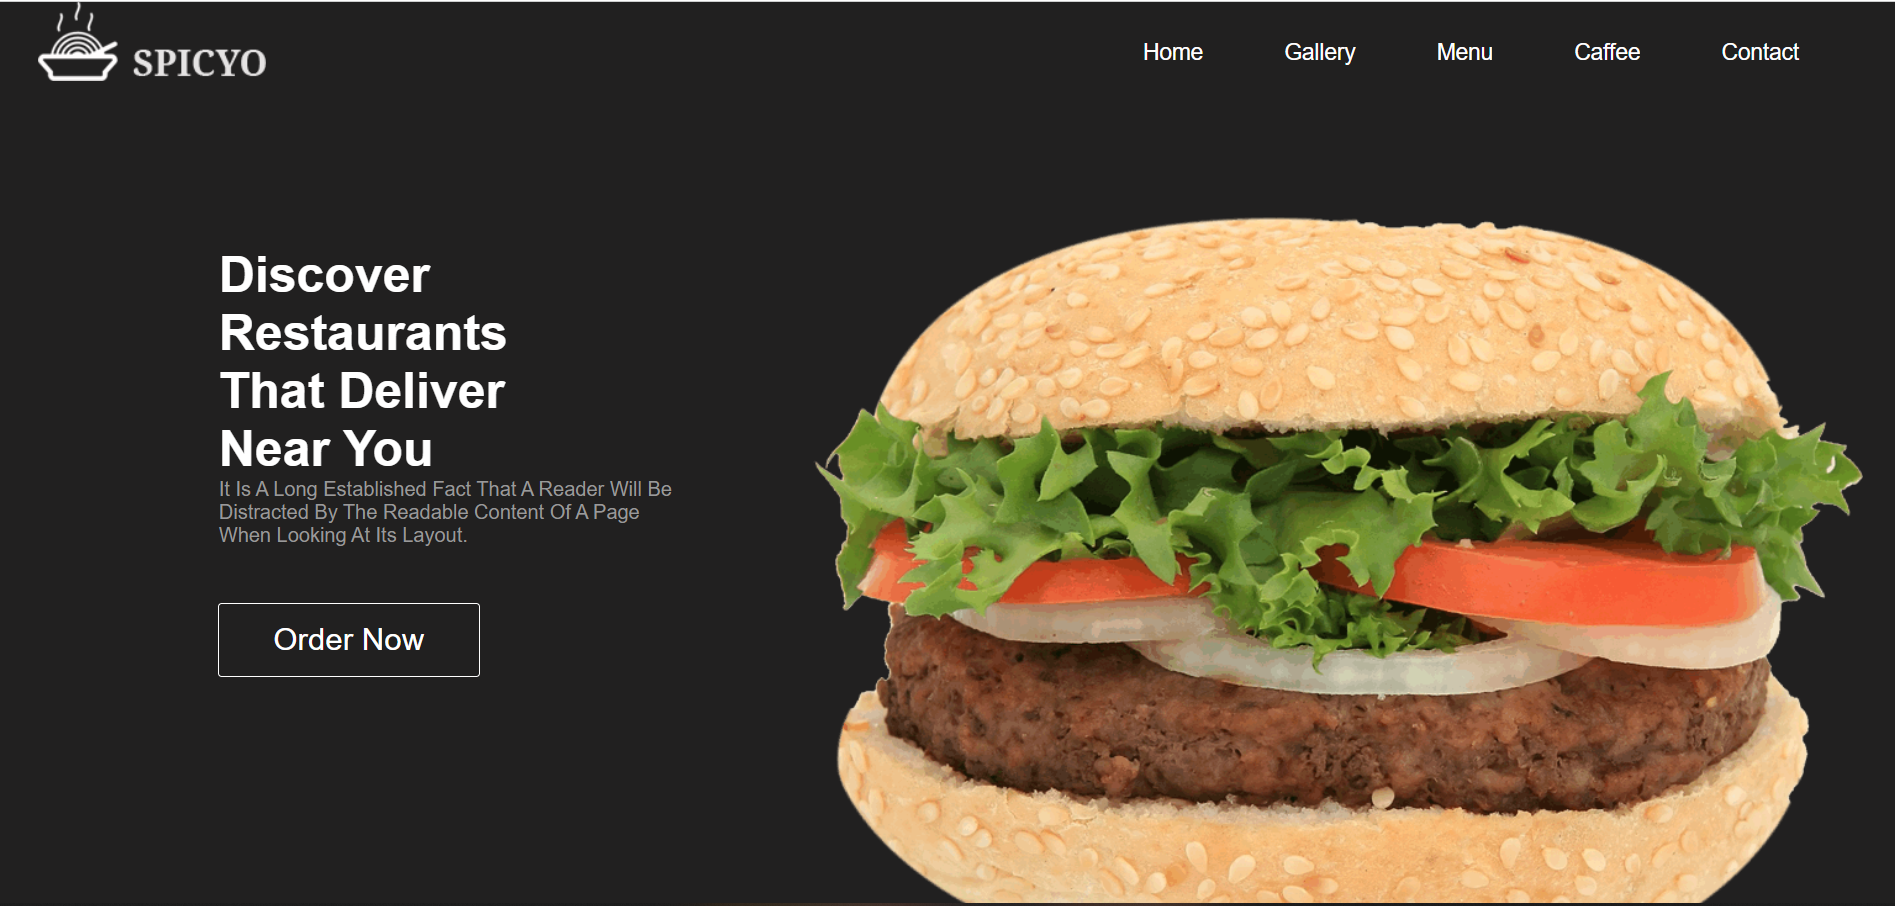 SPICYO
Home Gallery Menu Caffee Contact
Discover
Restaurants
That Deliver
Near You
It Is A Long Established Fact That A Reader Will Be
Distracted By The Readable Content Of A Page
When Looking At Its Layout.
Order Now